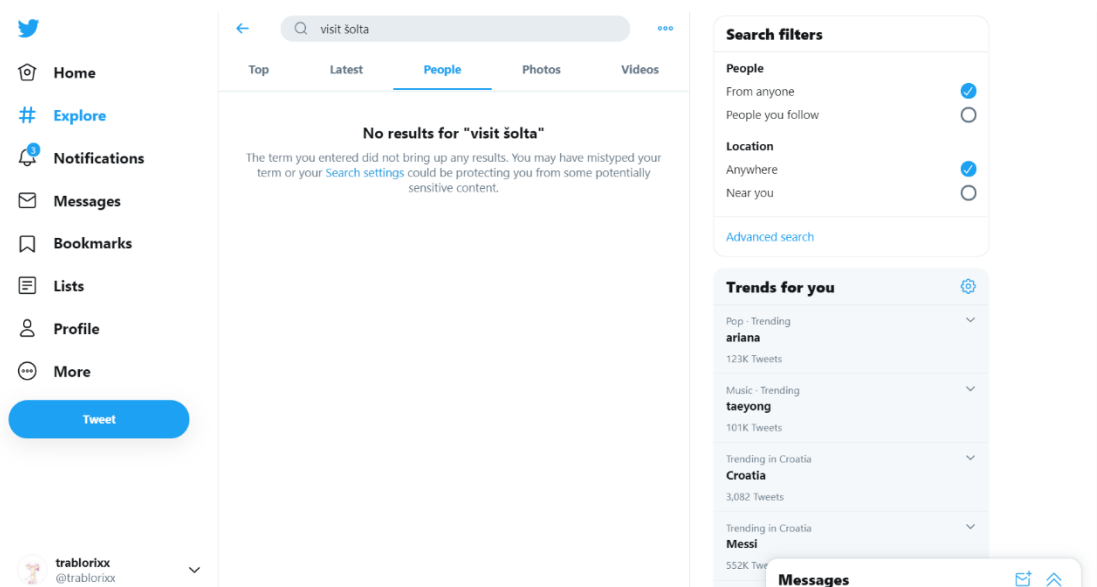 Home
Explore
3
Notifications
Messages
Bookmarks
Lists
Profile
More
Tweet
trablorixx
@trablorixx
visit šolta
Top Latest People Photos Videos
No results for "visit šolta"
The term you entered did not bring up any results. You may have mistyped your
term or your Search settings could be protecting you from some potentially
sensitive content.
Search filters
People
From anyone
People you follow
Location
Anywhere
Near you
Advanced search
Trends for you
Pop · Trending
ariana
123K Tweets
Music · Trending
taeyong
101K Tweets
Trending in Croatia
Croatia
3,082 Tweets
Trending in Croatia
Messi
552K Twe
Messages